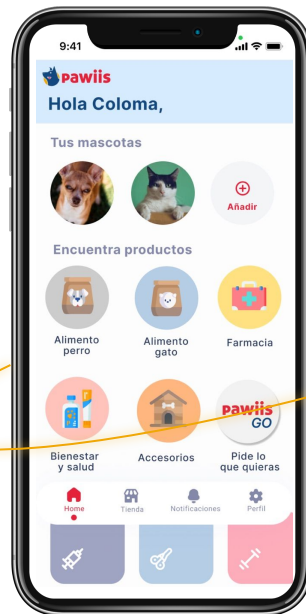 9:41
pawiis
Hola Coloma,
Tus mascotas
Añadir
Encuentra productos
Alimento
perro
Alimento
gato
Farmacia
Bienestar
y salud
Accesorios
pawiis
GO
Pide lo
que quieras
Home
Tienda
Notificaciones
Perfil